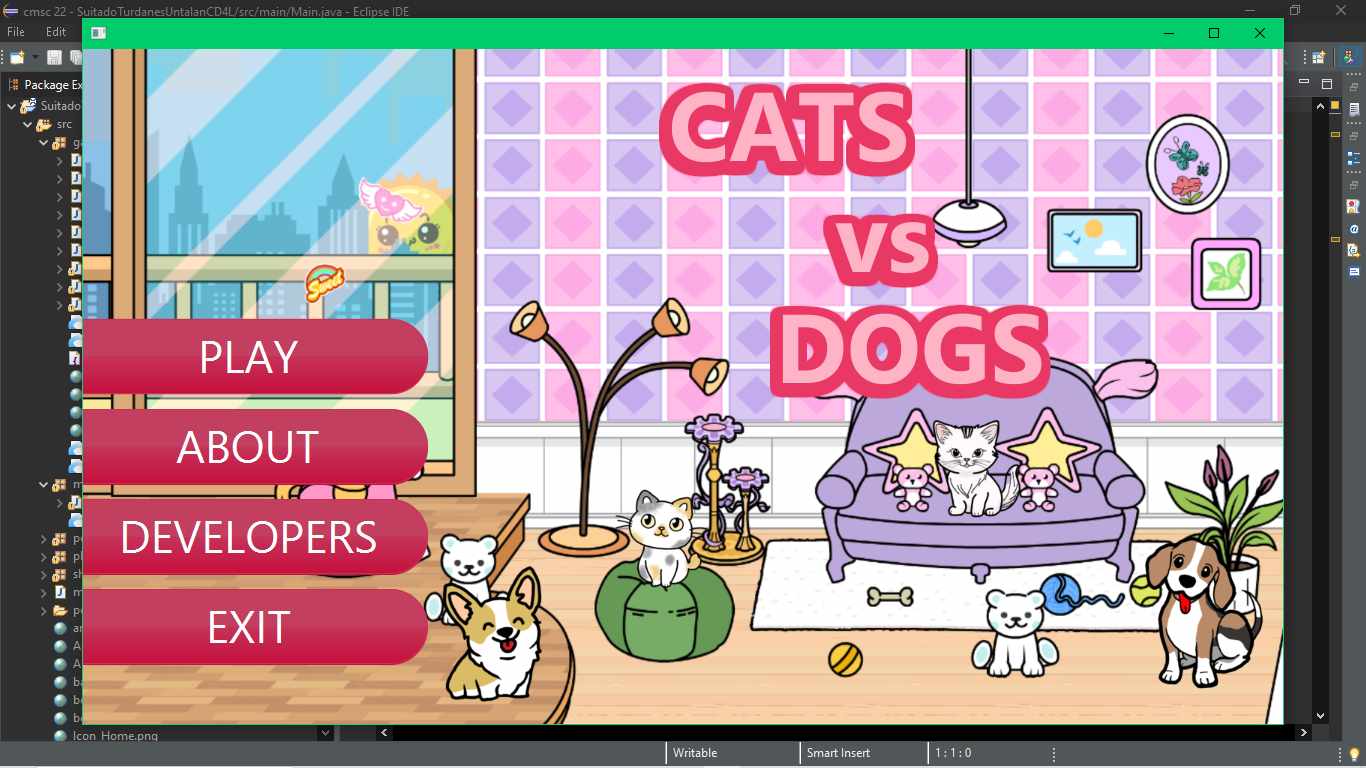 cmsc 22 - SuitadoTurdanesUntalanCD4L/src/main/Main.java - Eclipse IDE
File Edit
Package Ex
Suitado
src
CATS
vs
DOGS
Sweet
PLAY
ABOUT
DEVELOPERS
EXIT
Icon_Home.png
Writable Smart Insert 1 : 1 : 0